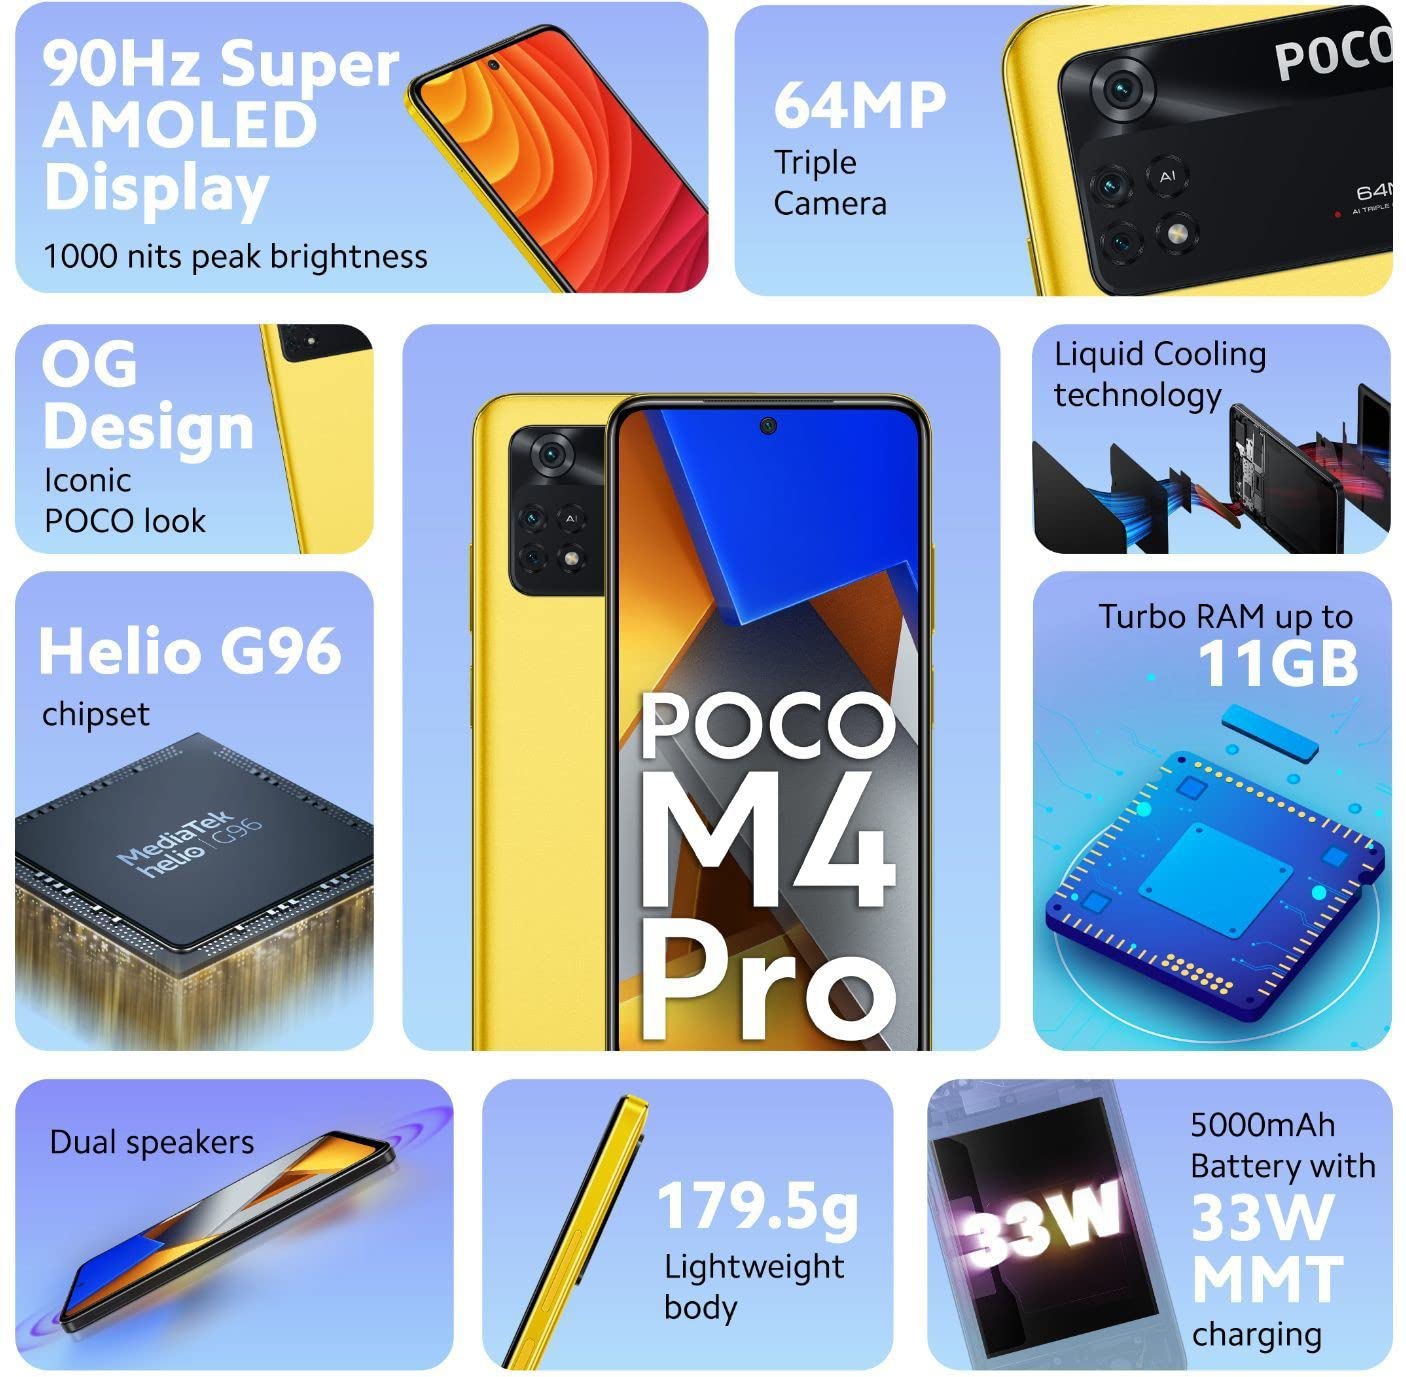 90Hz Super
AMOLED
Display
1000 nits peak brightness
64MP
Triple
Camera
POCO
AI
OG
Design
Iconic
POCO look
AI
POCO
M4
Pro
Liquid Cooling
technology
Helio G96
chipset
MediaTek
helio | G96
Turbo RAM up to
11GB
Dual speakers
179.5g
Lightweight
body
33W
5000mAh
Battery with
33W
MMT
charging